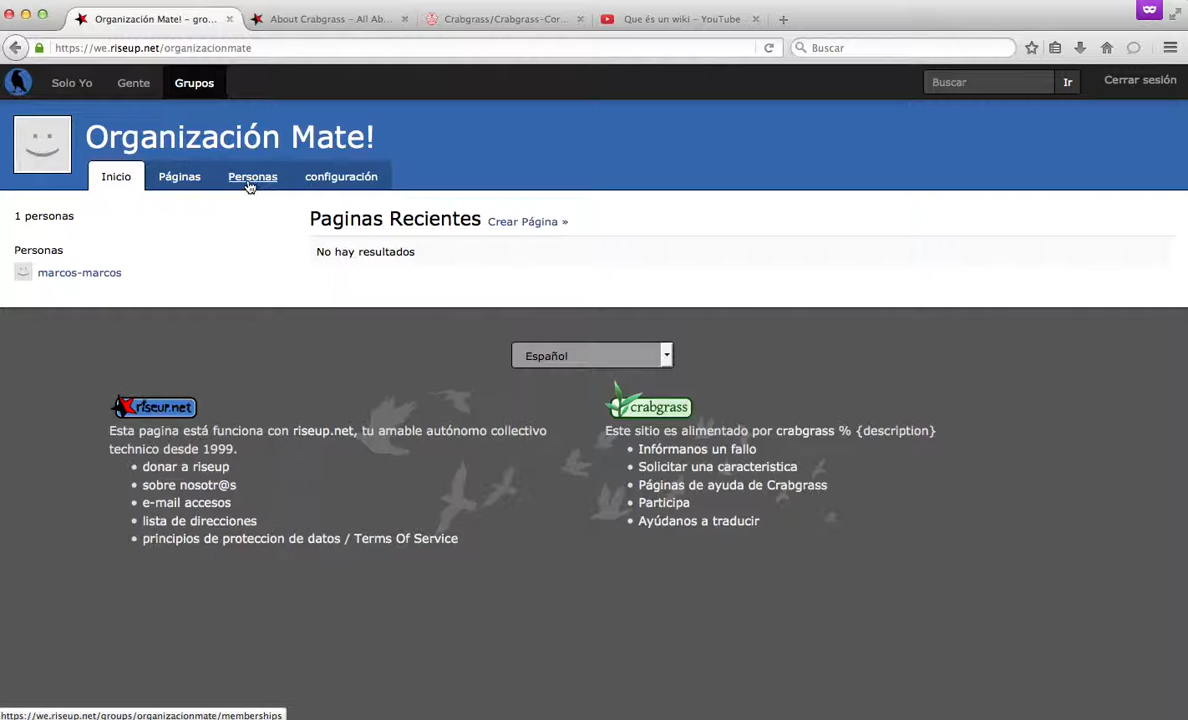 Organización Mate! – gro...
About Crabgrass – All Ab...
Crabgrass/Crabgrass-Cor...
Que és un wiki – YouTube
https://we.riseup.net/organizacionmate
Buscar
Solo Yo
Gente
Grupos
Buscar
Ir
Cerrar sesión
Organización Mate!
Inicio
Páginas
Personas
configuración
1 personas
Paginas Recientes
Crear Página »
No hay resultados
Personas
marcos-marcos
Español
riseup.net
Esta pagina está funciona con riseup.net, tu amable autónomo collectivo
technico desde 1999.
• donar a riseup
• sobre nosotr@s
• e-mail accesos
• lista de direcciones
• principios de proteccion de datos / Terms Of Service
crabgrass
Este sitio es alimentado por crabgrass % {description}
• Infórmanos un fallo
• Solicitar una caracteristica
• Páginas de ayuda de Crabgrass
• Participa
• Ayúdanos a traducir
https://we.riseup.net/groups/organizacionmate/memberships